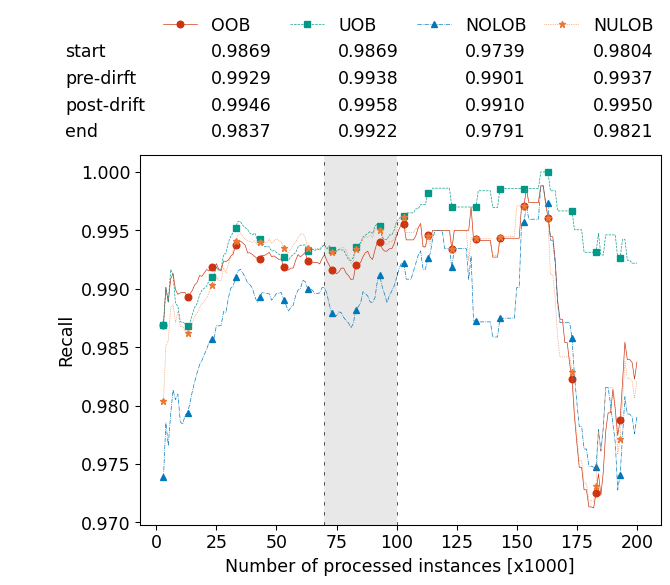 OOB UOB NOLOB NULOB
start 0.9869 0.9869 0.9739 0.9804
pre-dirft 0.9929 0.9938 0.9901 0.9937
post-drift 0.9946 0.9958 0.9910 0.9950
end 0.9837 0.9922 0.9791 0.9821
1.000
0.995
0.990
0.985
0.980
0.975
0.970
Recall
0 25 50 75 100 125 150 175 200
Number of processed instances [x1000]